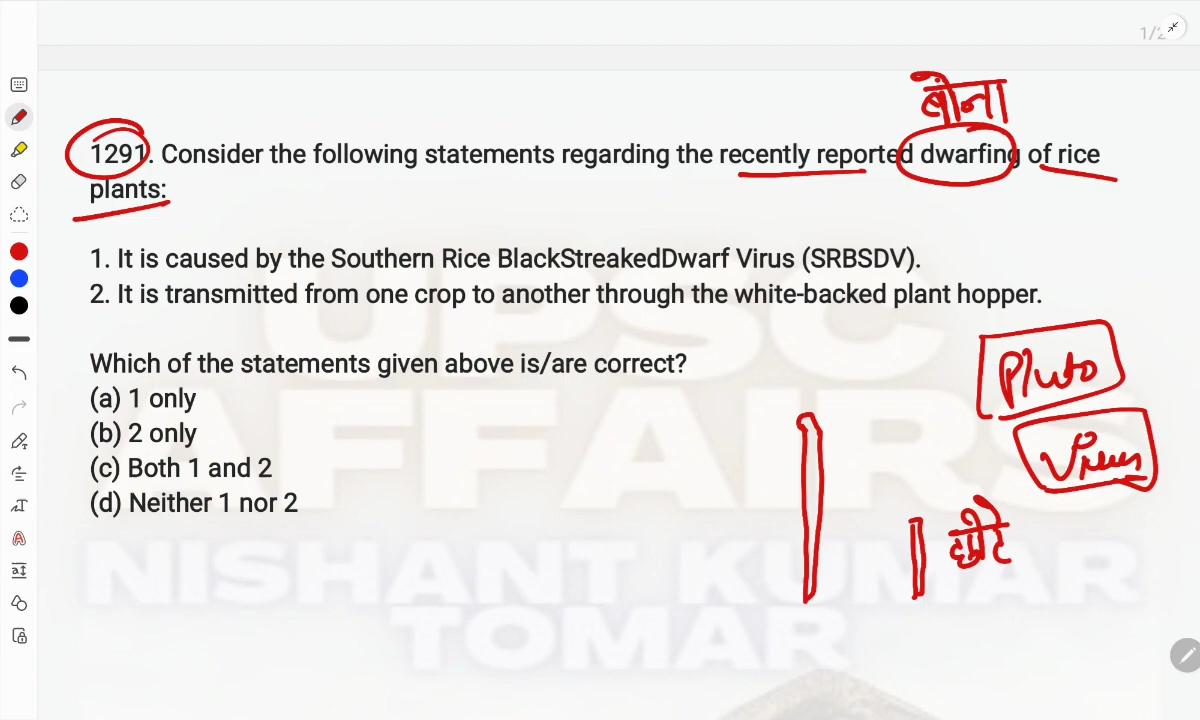 1/2
बौना
1291. Consider the following statements regarding the recently reported dwarfing of rice
plants:
1. It is caused by the Southern Rice BlackStreakedDwarf Virus (SRBSDV).
2. It is transmitted from one crop to another through the white-backed plant hopper.
Which of the statements given above is/are correct?
(a) 1 only
(b) 2 only
(c) Both 1 and 2
(d) Neither 1 nor 2
Pluto
Virus
छोटे
UPSC
AFFAIRS
NISHANT KUMAR
TOMAR